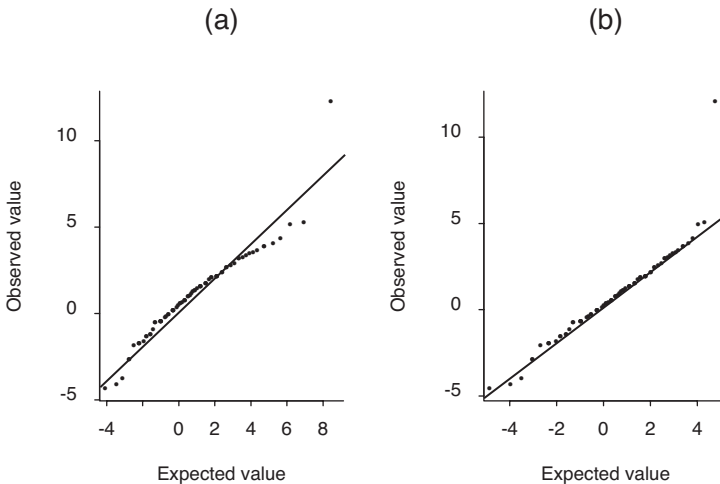 (a)
(b)
Observed value
10
5
0
-5
-4 0 2 4 6 8
Expected value
Observed value
10
5
0
-5
-4 -2 0 2 4
Expected value